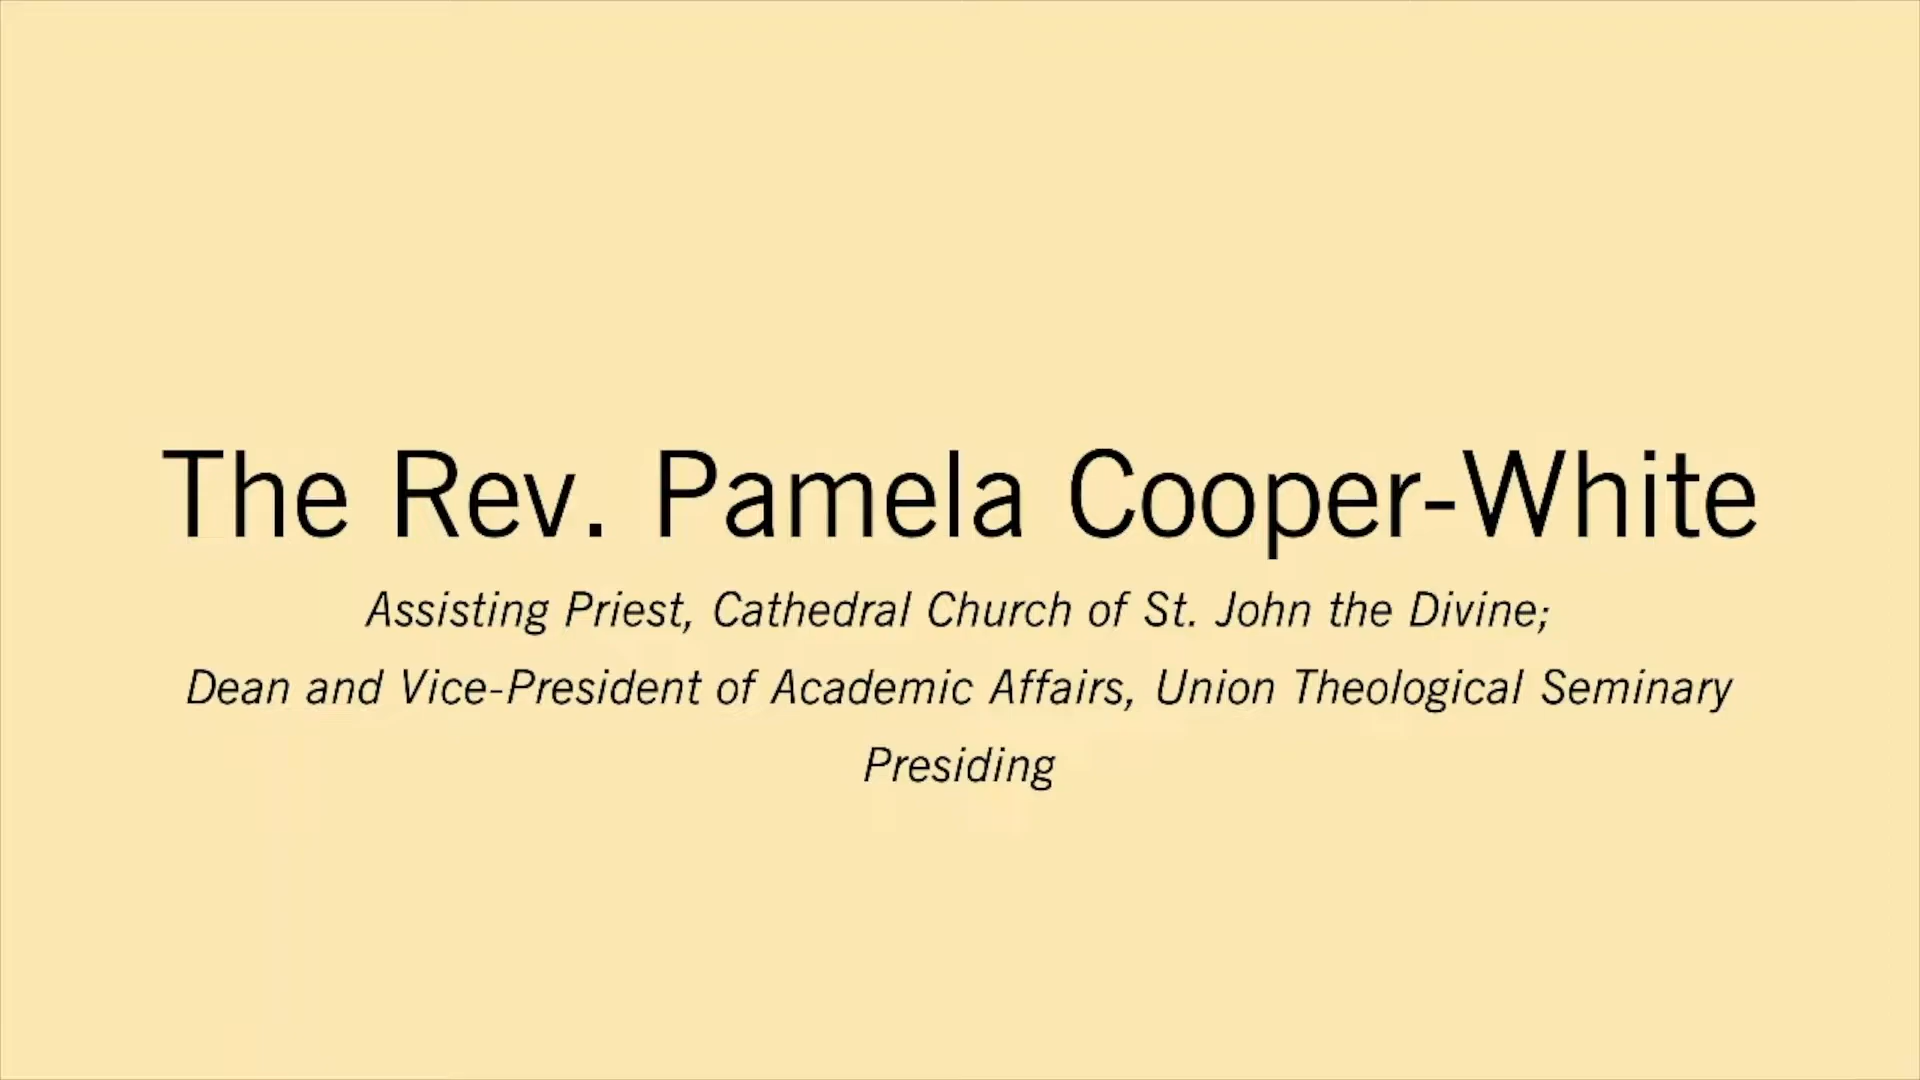 The Rev. Pamela Cooper-White
Assisting Priest, Cathedral Church of St. John the Divine;
Dean and Vice-President of Academic Affairs, Union Theological Seminary
Presiding